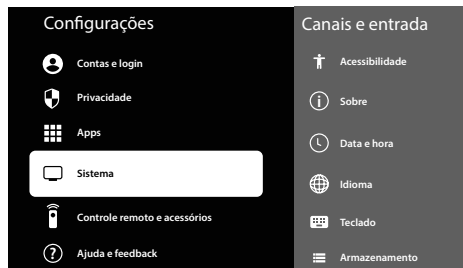 Configurações
Contas e login
Privacidade
Apps
Sistema
Controle remoto e acessórios
Ajuda e feedback
Canais e entrada
Acessibilidade
Sobre
Data e hora
Idioma
Teclado
Armazenamento